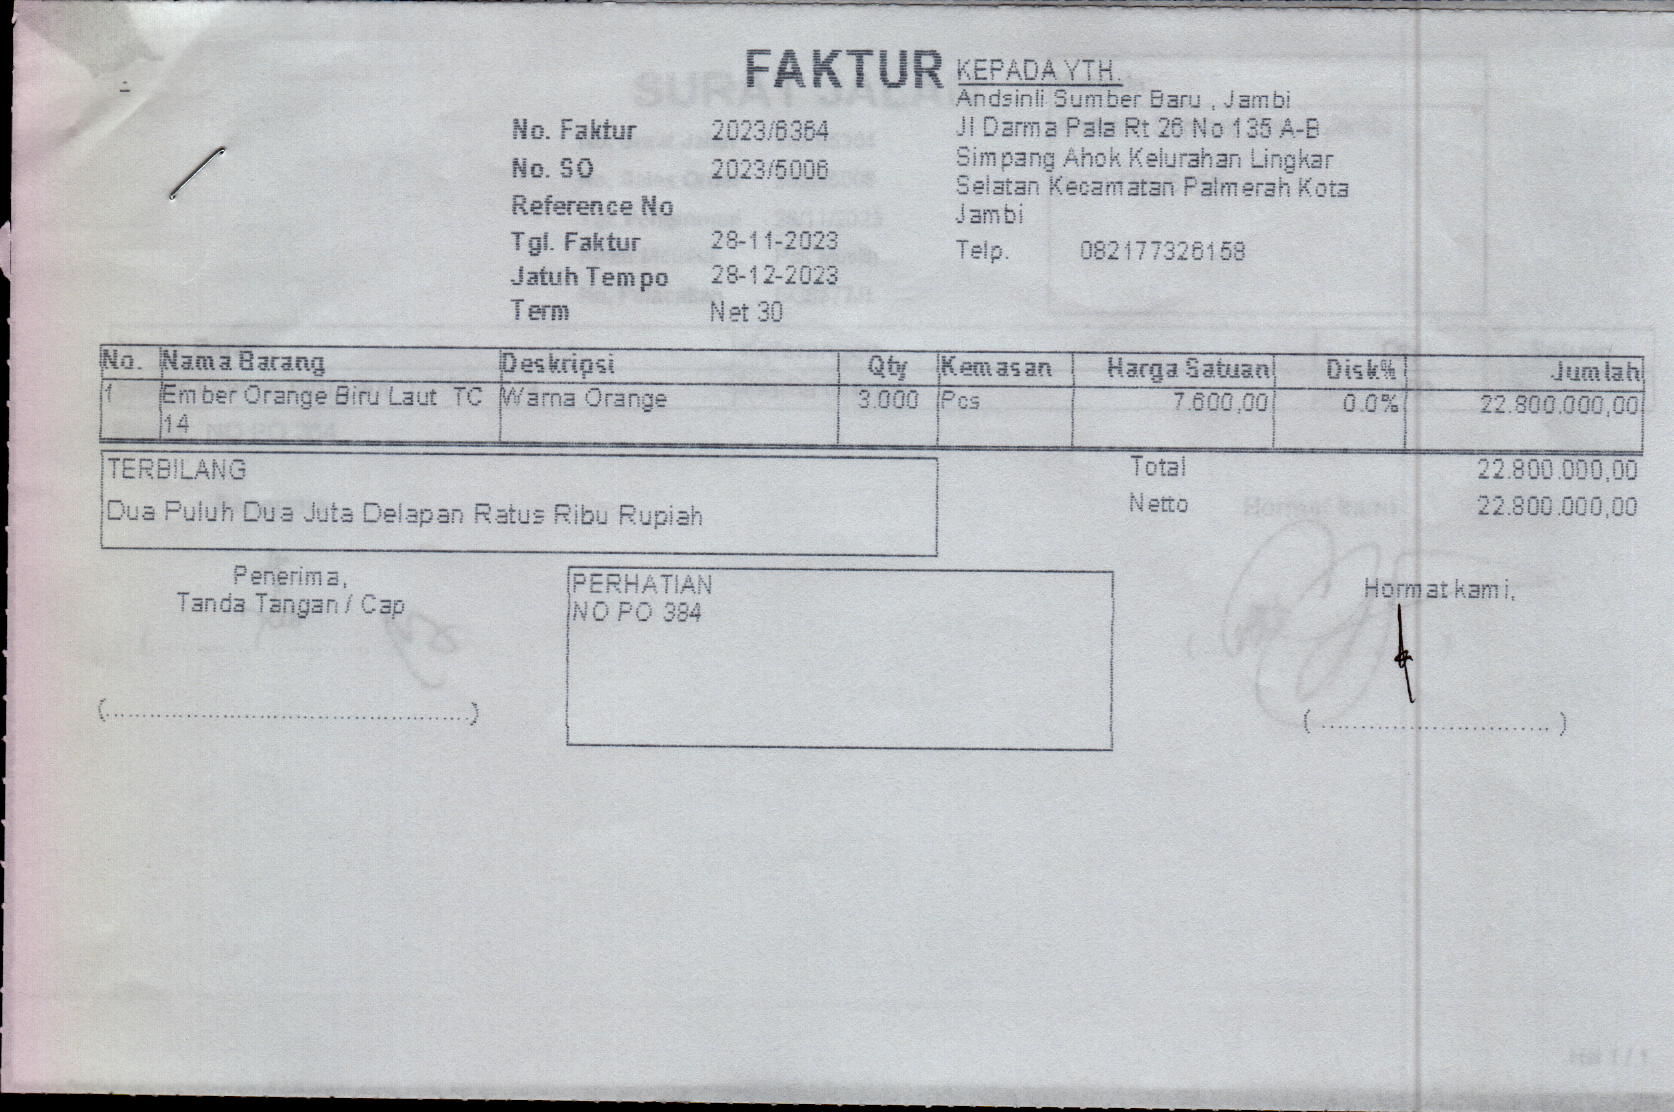 FAKTUR
No. Faktur 2023/6364
No. SO 2023/5006
Reference No
Tgl. Faktur 28-11-2023
Jatuh Tempo 28-12-2023
Term Net 30
KEPADA YTH.
Andsinli Sumber Baru , Jambi
Jl Darma Pala Rt 26 No 135 A-B
Simpang Ahok Kelurahan Lingkar
Selatan Kecamatan Palmerah Kota
Jambi
Telp. 082177326158
No. Nama Barang Deskripsi Qty Kemasan Harga Satuan Disk% Jumlah
1 Ember Orange Biru Laut TC Warna Orange 3.000 Pcs 7.600,00 0.0% 22.800.000,00
14
TERBILANG
Dua Puluh Dua Juta Delapan Ratus Ribu Rupiah
Total 22.800.000,00
Netto 22.800.000,00
Penerima,
Tanda Tangan / Cap
(................................................)
PERHATIAN
NO PO 384
Hormat kami,
( .............................. )